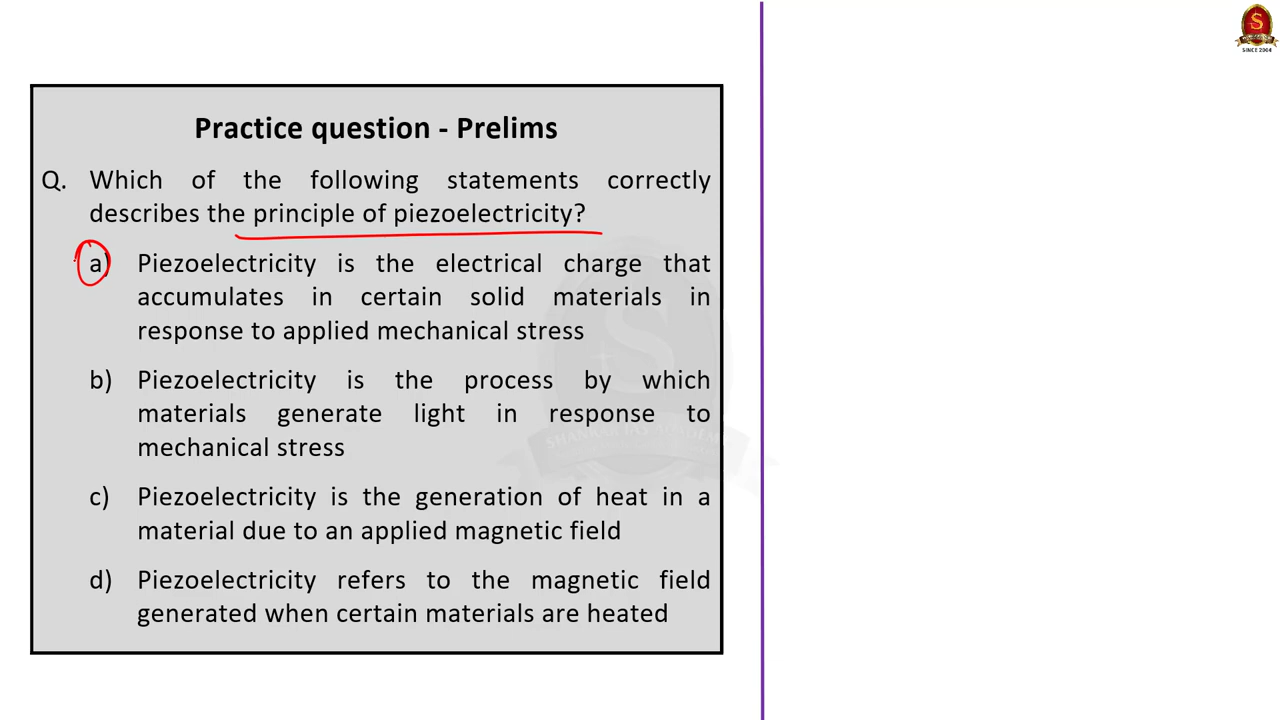 Practice question - Prelims
Q. Which of the following statements correctly
describes the principle of piezoelectricity?
a) Piezoelectricity is the electrical charge that
accumulates in certain solid materials in
response to applied mechanical stress
b) Piezoelectricity is the process by which
materials generate light in response to
mechanical stress
c) Piezoelectricity is the generation of heat in a
material due to an applied magnetic field
d) Piezoelectricity refers to the magnetic field
generated when certain materials are heated
S
SINCE 2004